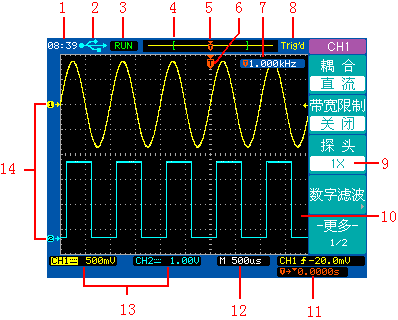 1 2 3 4 5 6 7 8
08:39 RUN [ T ] Trig'd CH1
T T 1.000kHz
耦 合
直 流
带宽限制
关 闭
1
探 头
1X
9
14
数字滤波
10
-更多-
1/2
2
CH1 500mV CH2 1.00V M 500us CH1 -20.0mV
T 0.0000s
13 12 11